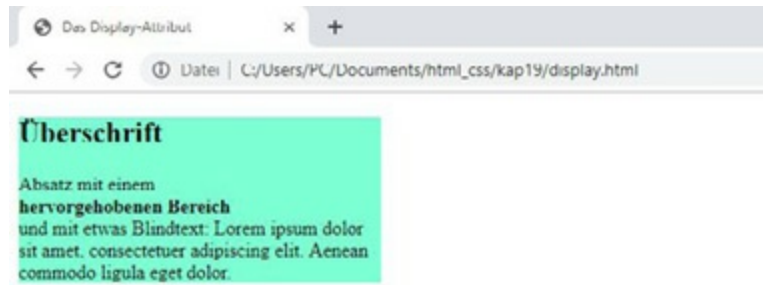 Das Display-Attribut
Datei | C:/Users/PC/Documents/html_css/kap19/display.html
Überschrift
Absatz mit einem
hervorgehobenen Bereich
und mit etwas Blindtext: Lorem ipsum dolor
sit amet, consectetuer adipiscing elit. Aenean
commodo ligula eget dolor.